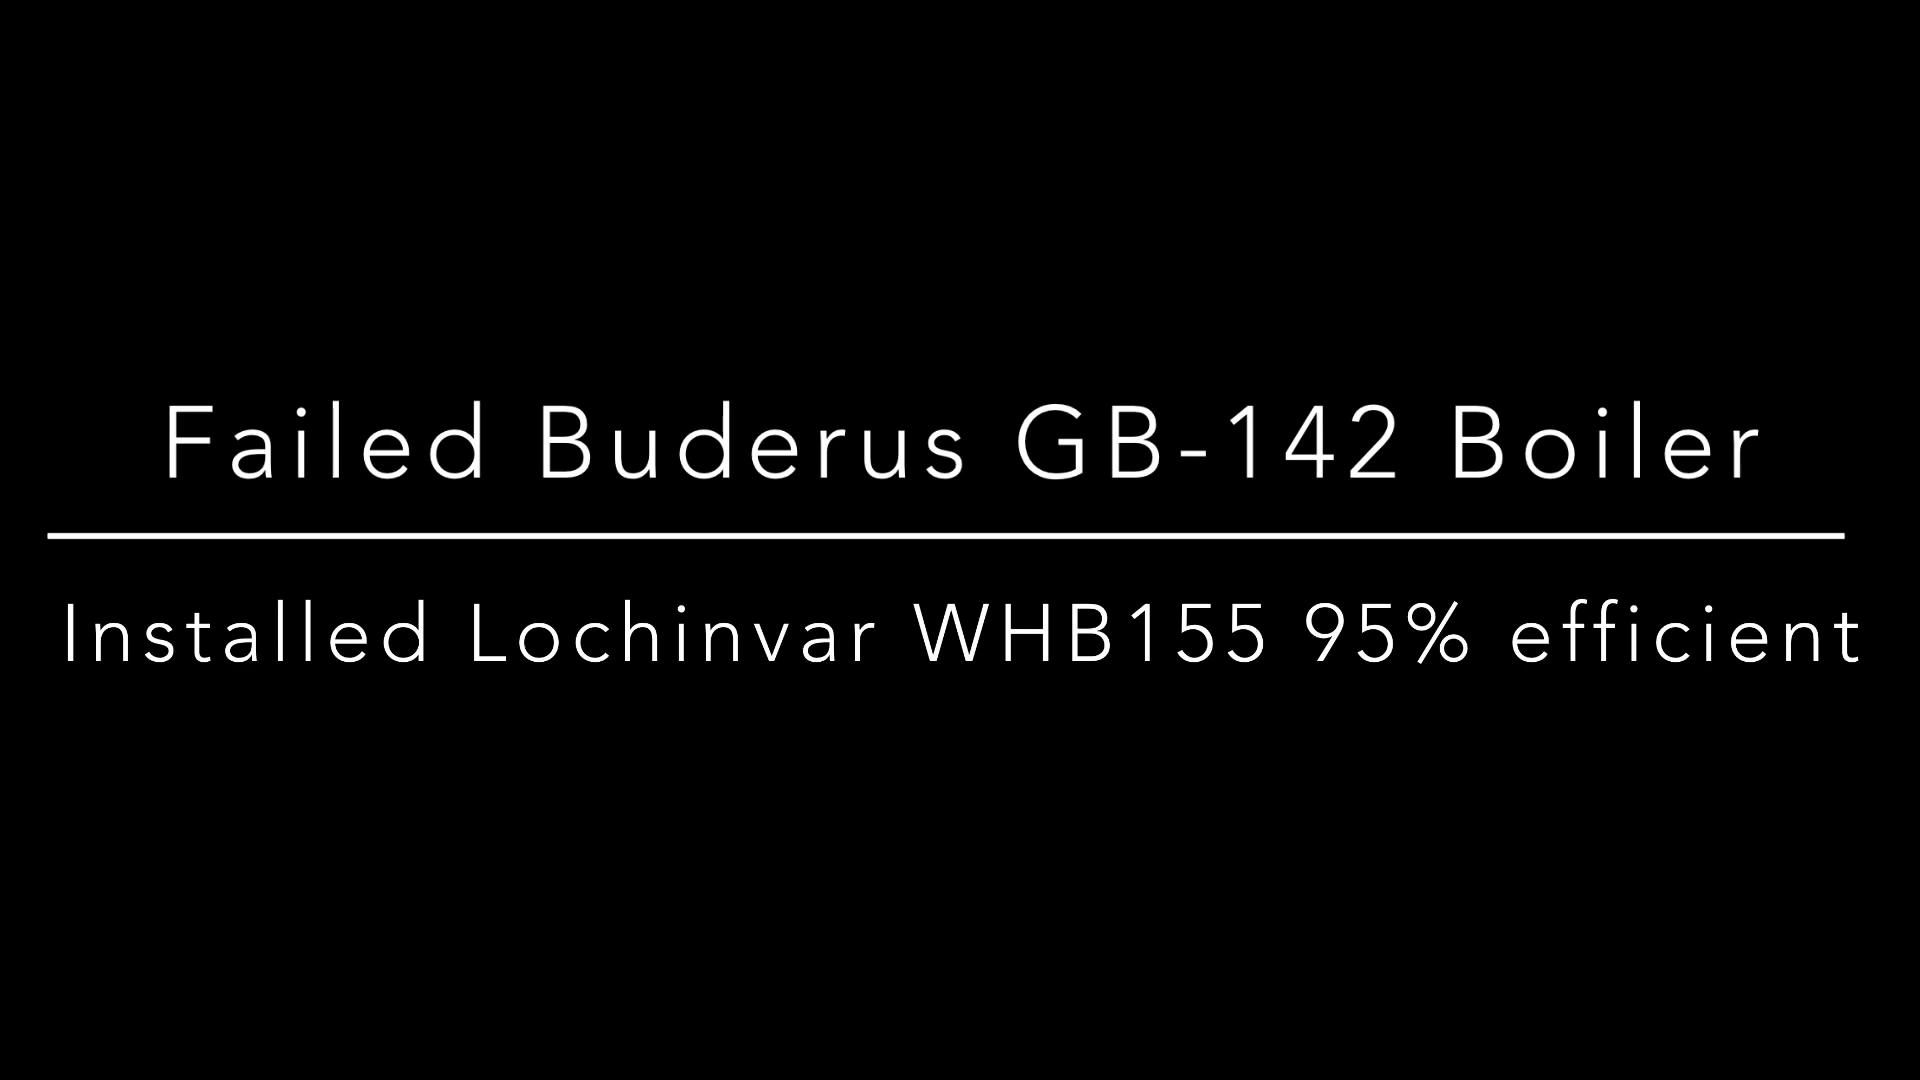 Failed Buderus GB-142 Boiler
Installed Lochinvar WHB155 95% efficient